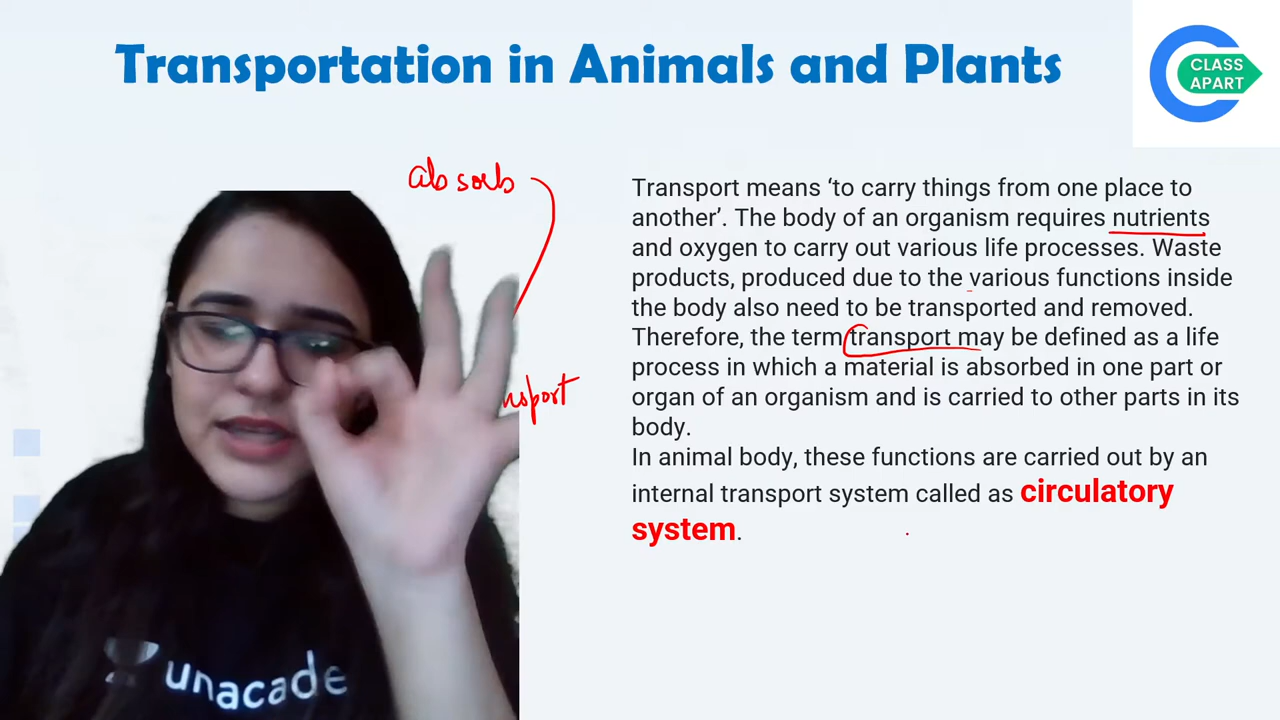 Transportation in Animals and Plants
CLASS
APART
absorb
Transport means ‘to carry things from one place to
another’. The body of an organism requires nutrients
and oxygen to carry out various life processes. Waste
products, produced due to the various functions inside
the body also need to be transported and removed.
Therefore, the term transport may be defined as a life
process in which a material is absorbed in one part or
organ of an organism and is carried to other parts in its
body.
In animal body, these functions are carried out by an
internal transport system called as circulatory
system.
nsport
unacade